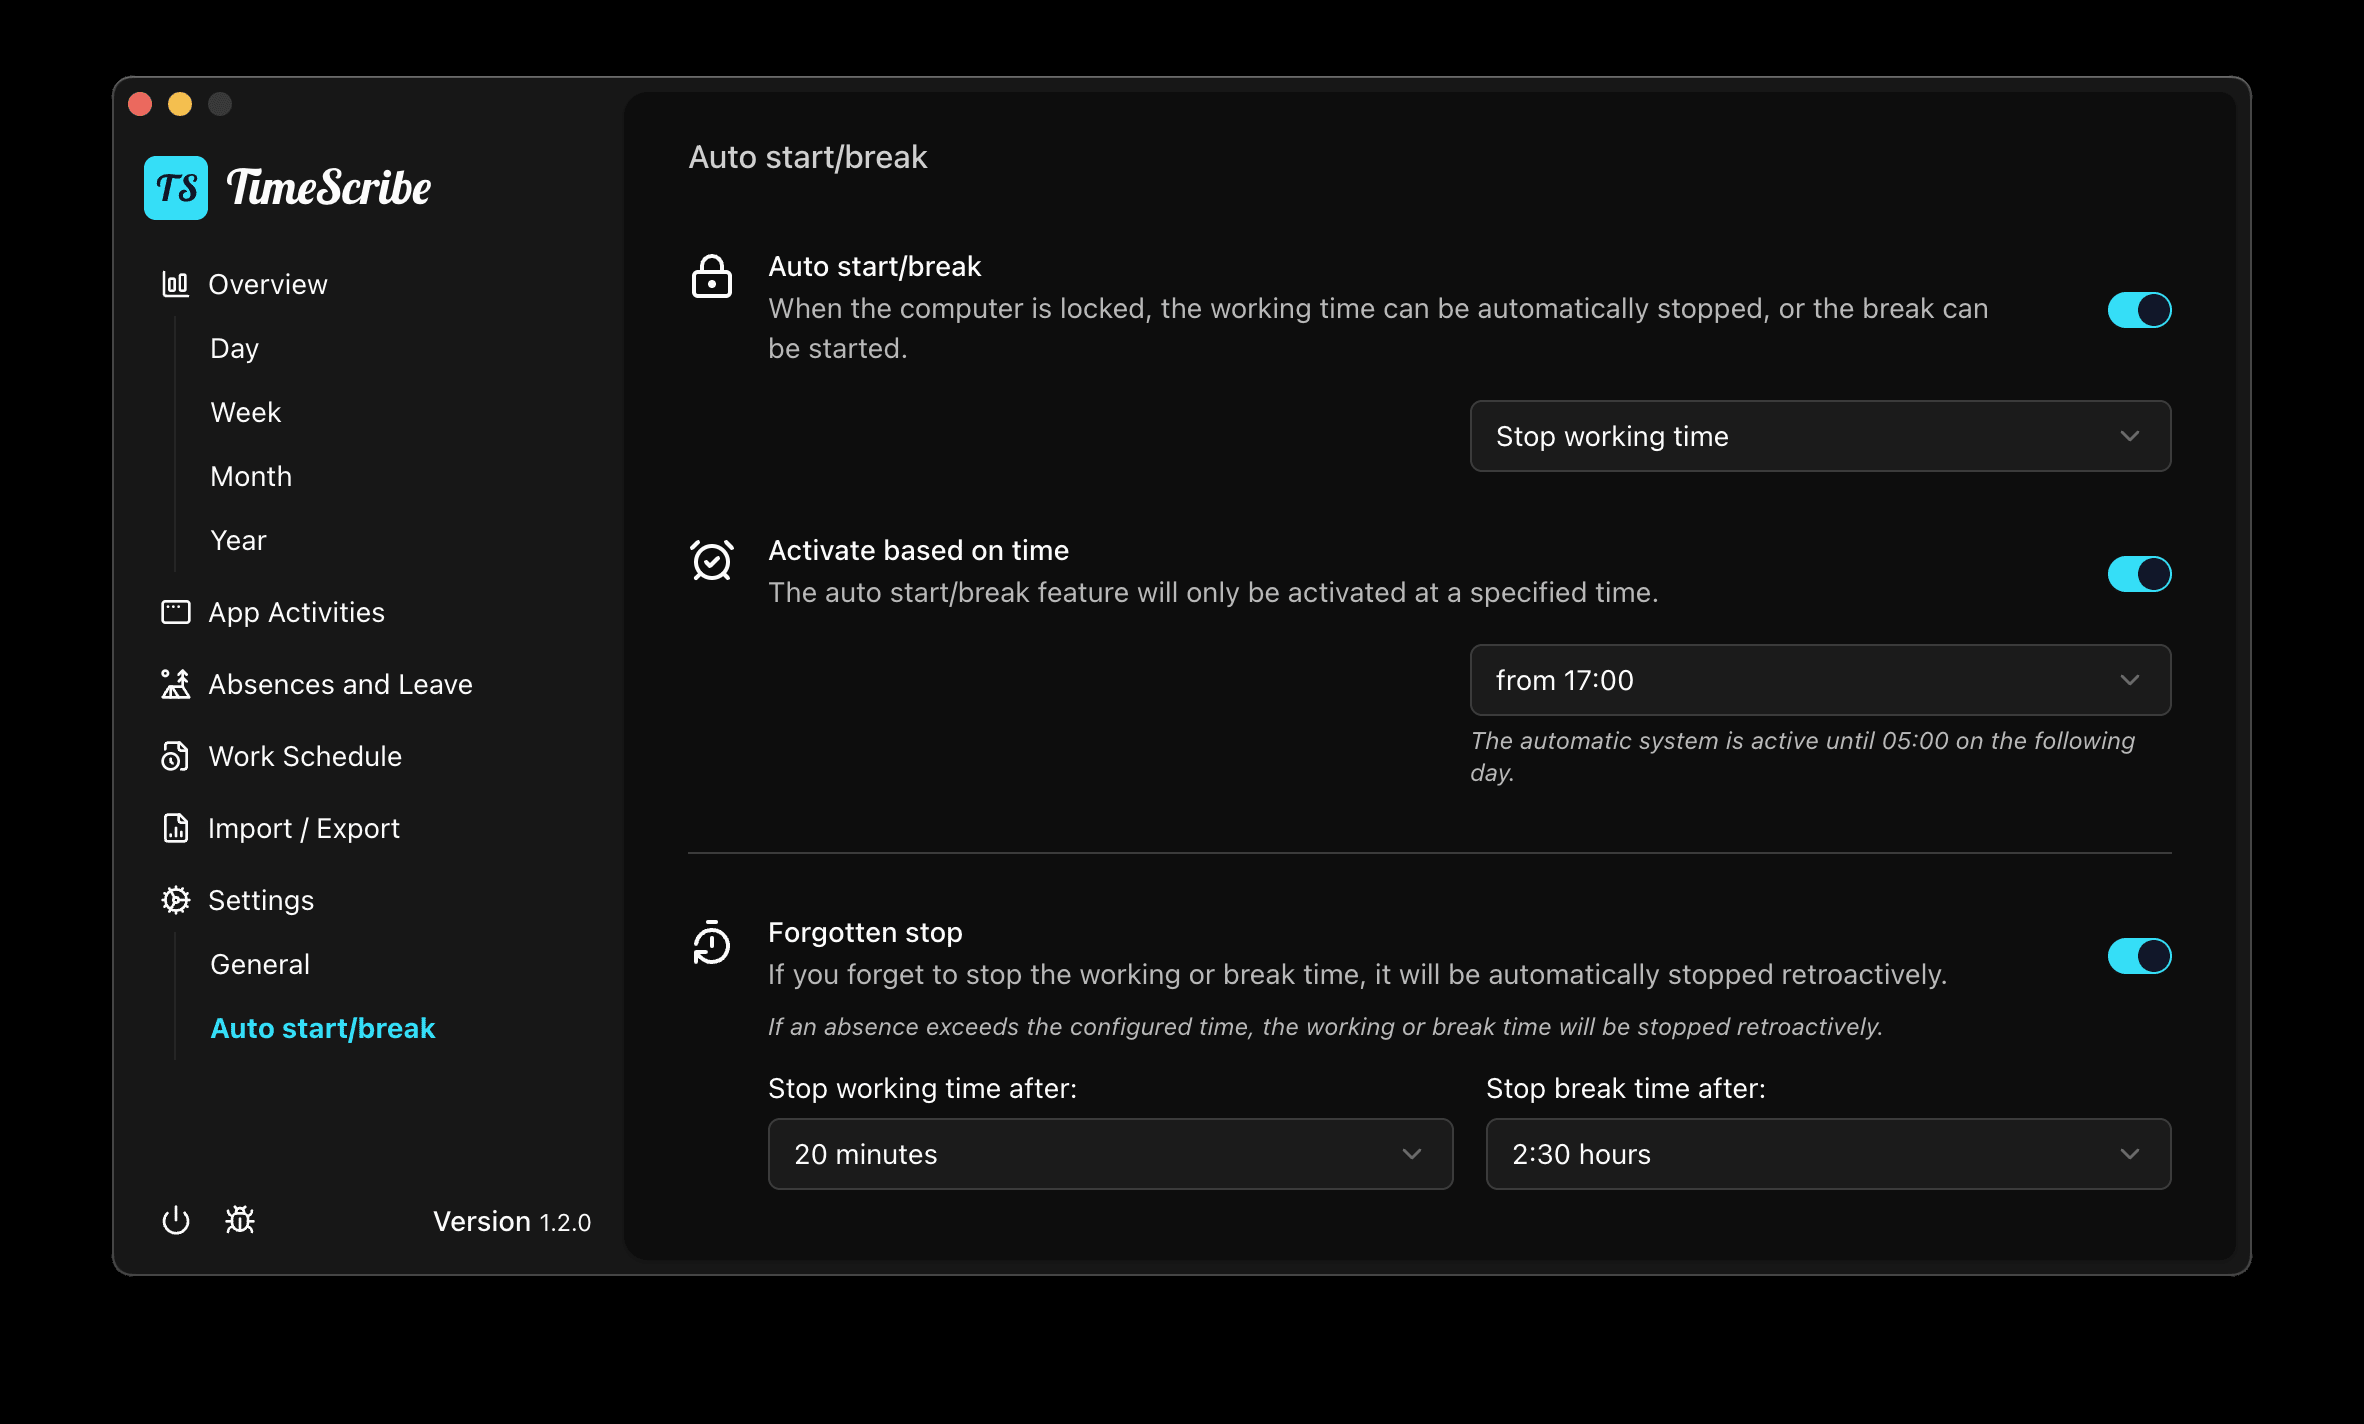 TS TimeScribe
Overview
Day
Week
Month
Year
App Activities
Absences and Leave
Work Schedule
Import / Export
Settings
General
Auto start/break
Version 1.2.0
Auto start/break
Auto start/break
When the computer is locked, the working time can be automatically stopped, or the break can
be started.
Stop working time
Activate based on time
The auto start/break feature will only be activated at a specified time.
from 17:00
The automatic system is active until 05:00 on the following
day.
Forgotten stop
If you forget to stop the working or break time, it will be automatically stopped retroactively.
If an absence exceeds the configured time, the working or break time will be stopped retroactively.
Stop working time after:
20 minutes
Stop break time after:
2:30 hours